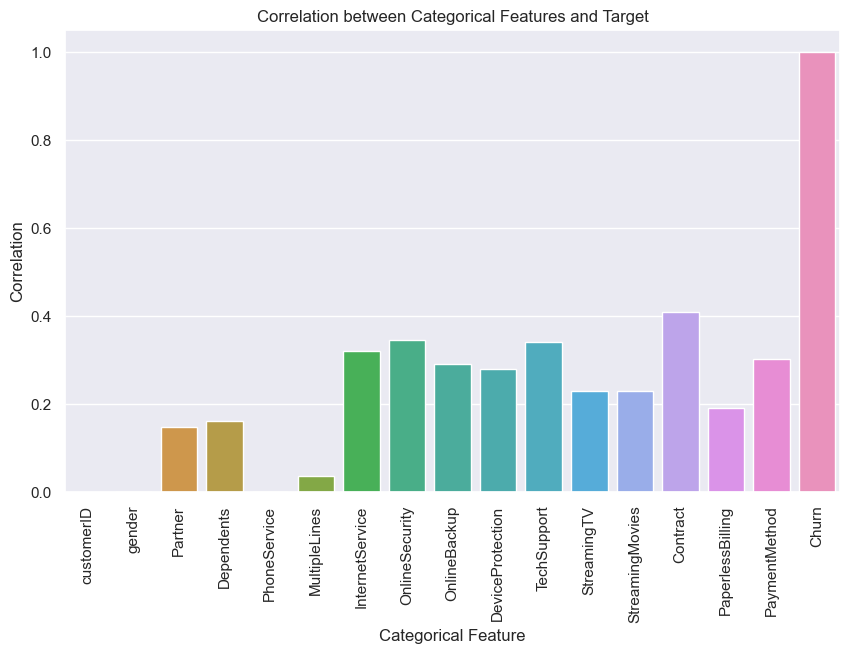 Correlation between Categorical Features and Target
Correlation
1.0
0.8
0.6
0.4
0.2
0.0
customerID
gender
Partner
Dependents
PhoneService
MultipleLines
InternetService
OnlineSecurity
OnlineBackup
DeviceProtection
TechSupport
StreamingTV
StreamingMovies
Contract
PaperlessBilling
PaymentMethod
Churn
Categorical Feature